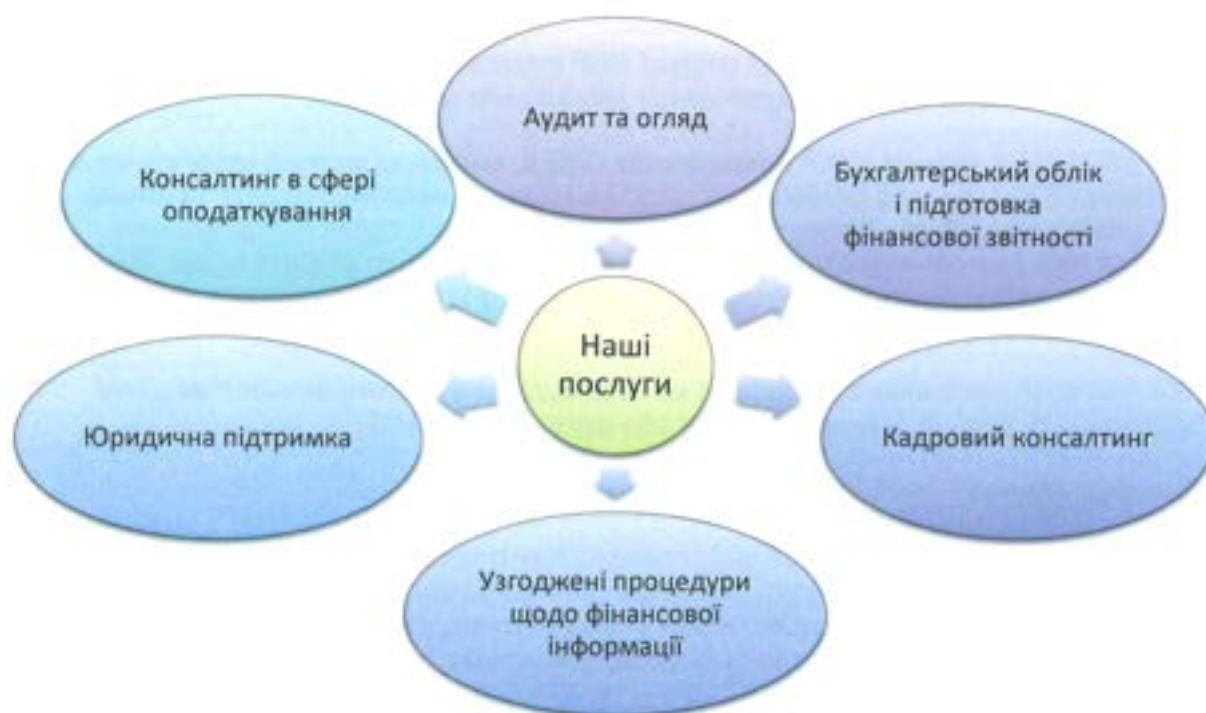 Аудит та огляд
Консалтинг в сфері
оподаткування
Бухгалтерський облік
і підготовка
фінансової звітності
Наші
послуги
Юридична підтримка
Кадровий консалтинг
Узгоджені процедури
щодо фінансової
інформації